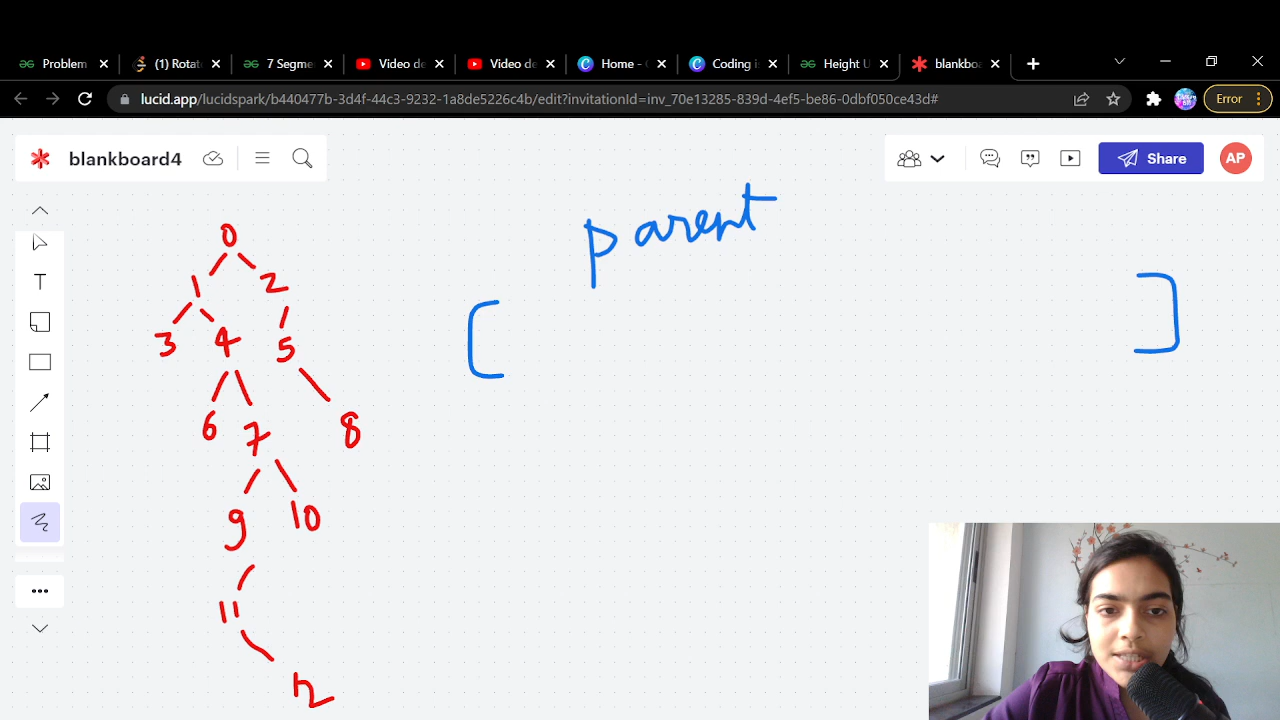 Problem (1) Rotat 7 Segme Video de Video de Home - Coding i Height U blankboa
lucid.app/lucidspark/b440477b-3d4f-44c3-9232-1a8de5226c4b/edit?invitationId=inv_70e13285-839d-4ef5-be86-0dbf050ce43d# Error
blankboard4 Share AP
parent
0
1 2
[ ]
T
3 4 5
6 7 8
9 10
11
12